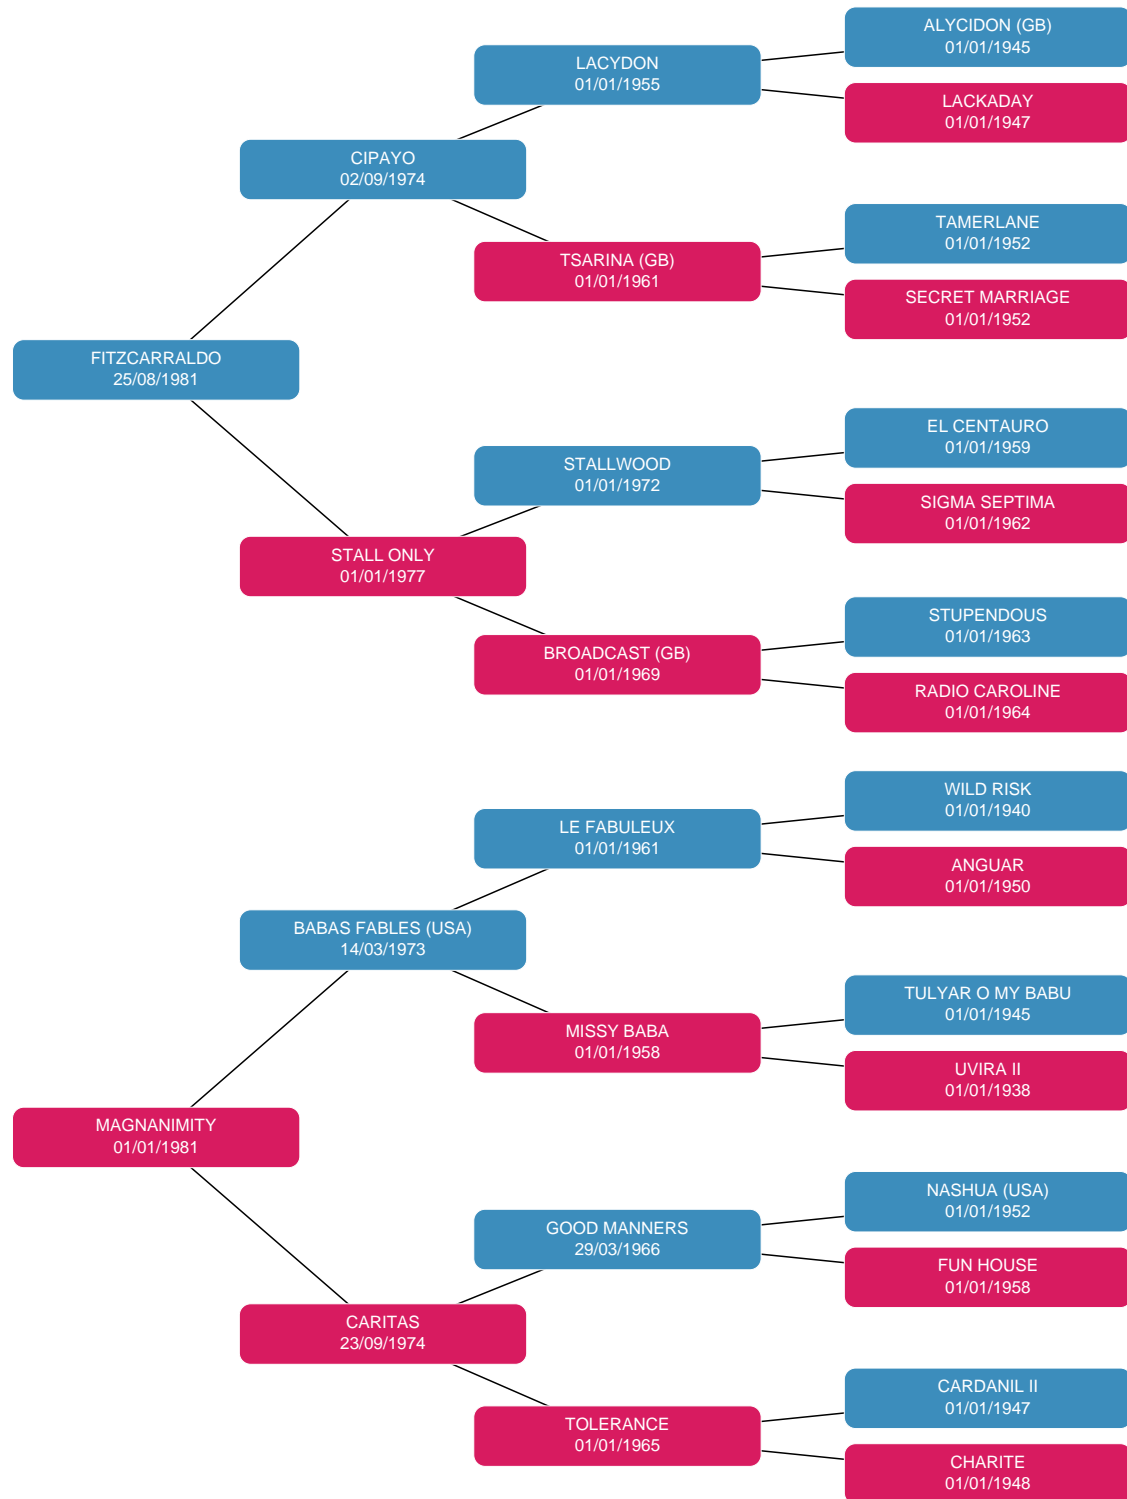 ALYCIDON (GB)
01/01/1945
LACYDON
01/01/1955
LACKADAY
01/01/1947
CIPAYO
02/09/1974
TAMERLANE
01/01/1952
TSARINA (GB)
01/01/1961
SECRET MARRIAGE
01/01/1952
FITZCARRALDO
25/08/1981
EL CENTAURO
01/01/1959
STALLWOOD
01/01/1972
SIGMA SEPTIMA
01/01/1962
STALL ONLY
01/01/1977
STUPENDOUS
01/01/1963
BROADCAST (GB)
01/01/1969
RADIO CAROLINE
01/01/1964
WILD RISK
01/01/1940
LE FABULEUX
01/01/1961
ANGUAR
01/01/1950
BABAS FABLES (USA)
14/03/1973
TULYAR O MY BABU
01/01/1945
MISSY BABA
01/01/1958
UVIRA II
01/01/1938
MAGNANIMITY
01/01/1981
NASHUA (USA)
01/01/1952
GOOD MANNERS
29/03/1966
FUN HOUSE
01/01/1958
CARITAS
23/09/1974
CARDANIL II
01/01/1947
TOLERANCE
01/01/1965
CHARITE
01/01/1948